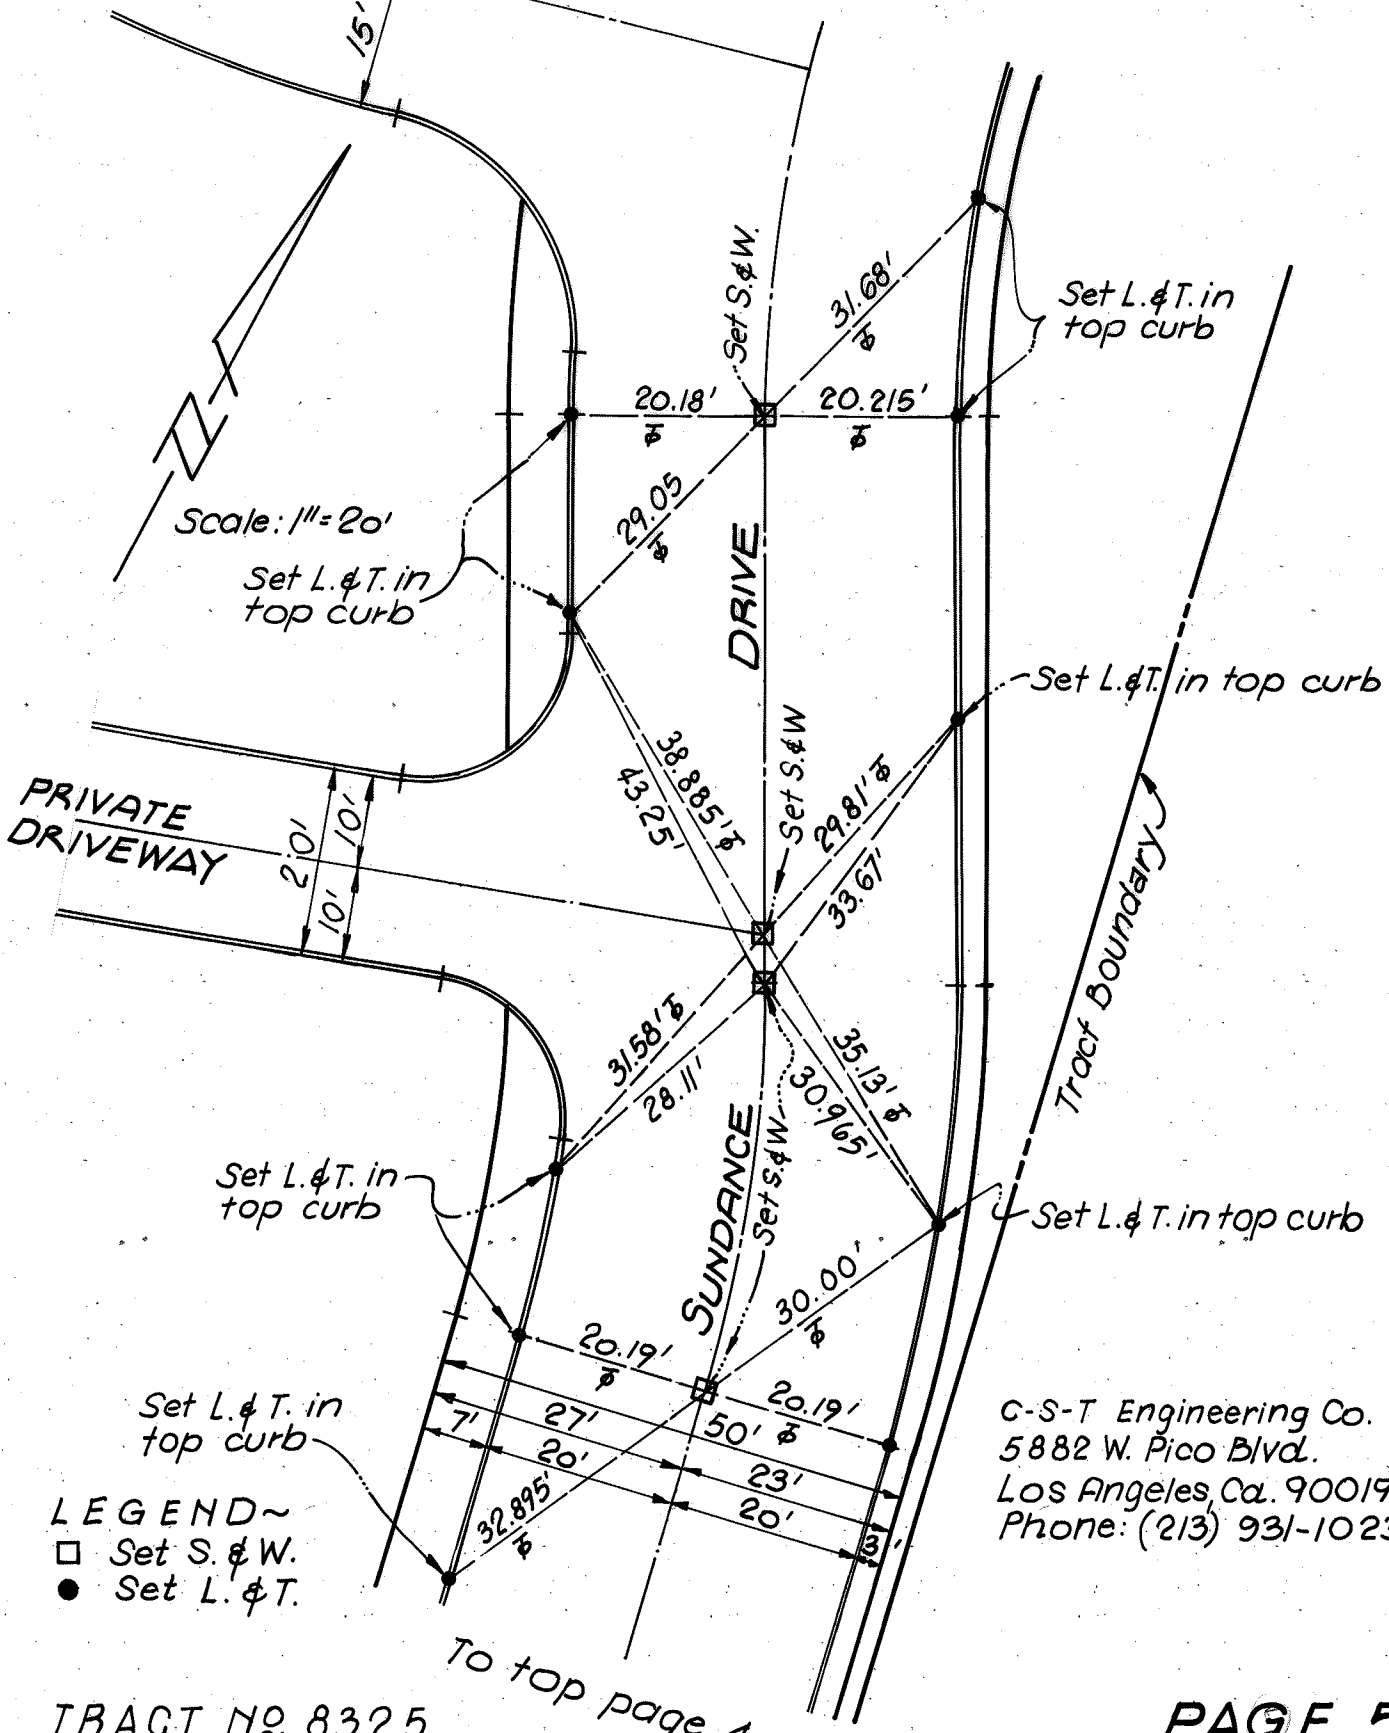 15'
Set S.&W.
31.68'
Set L.&T. in
top curb
20.18'
20.215'
29.05
Scale: 1"=20'
Set L.&T. in
top curb
DRIVE
Set L.&T. in top curb
38.885'
43.25'
Set S.&W
29.81'
33.67'
PRIVATE
DRIVEWAY
20'
10'
10'
Tract Boundary
31.58'
28.11'
35.13'
30.965'
SUNDANCE
Set S.&W.
Set L.&T. in
top curb
Set L.&T. in top curb
30.00'
20.19'
20.19'
7'
27'
50'
20'
23'
20'
3'
32.895'
Set L.&T. in
top curb
LEGEND~
Set S.&W.
Set L.&T.
C-S-T Engineering Co.
5882 W. Pico Blvd.
Los Angeles, Ca. 90019
Phone: (213) 931-1023
To top page
TRACT No 8325
PAGE 5